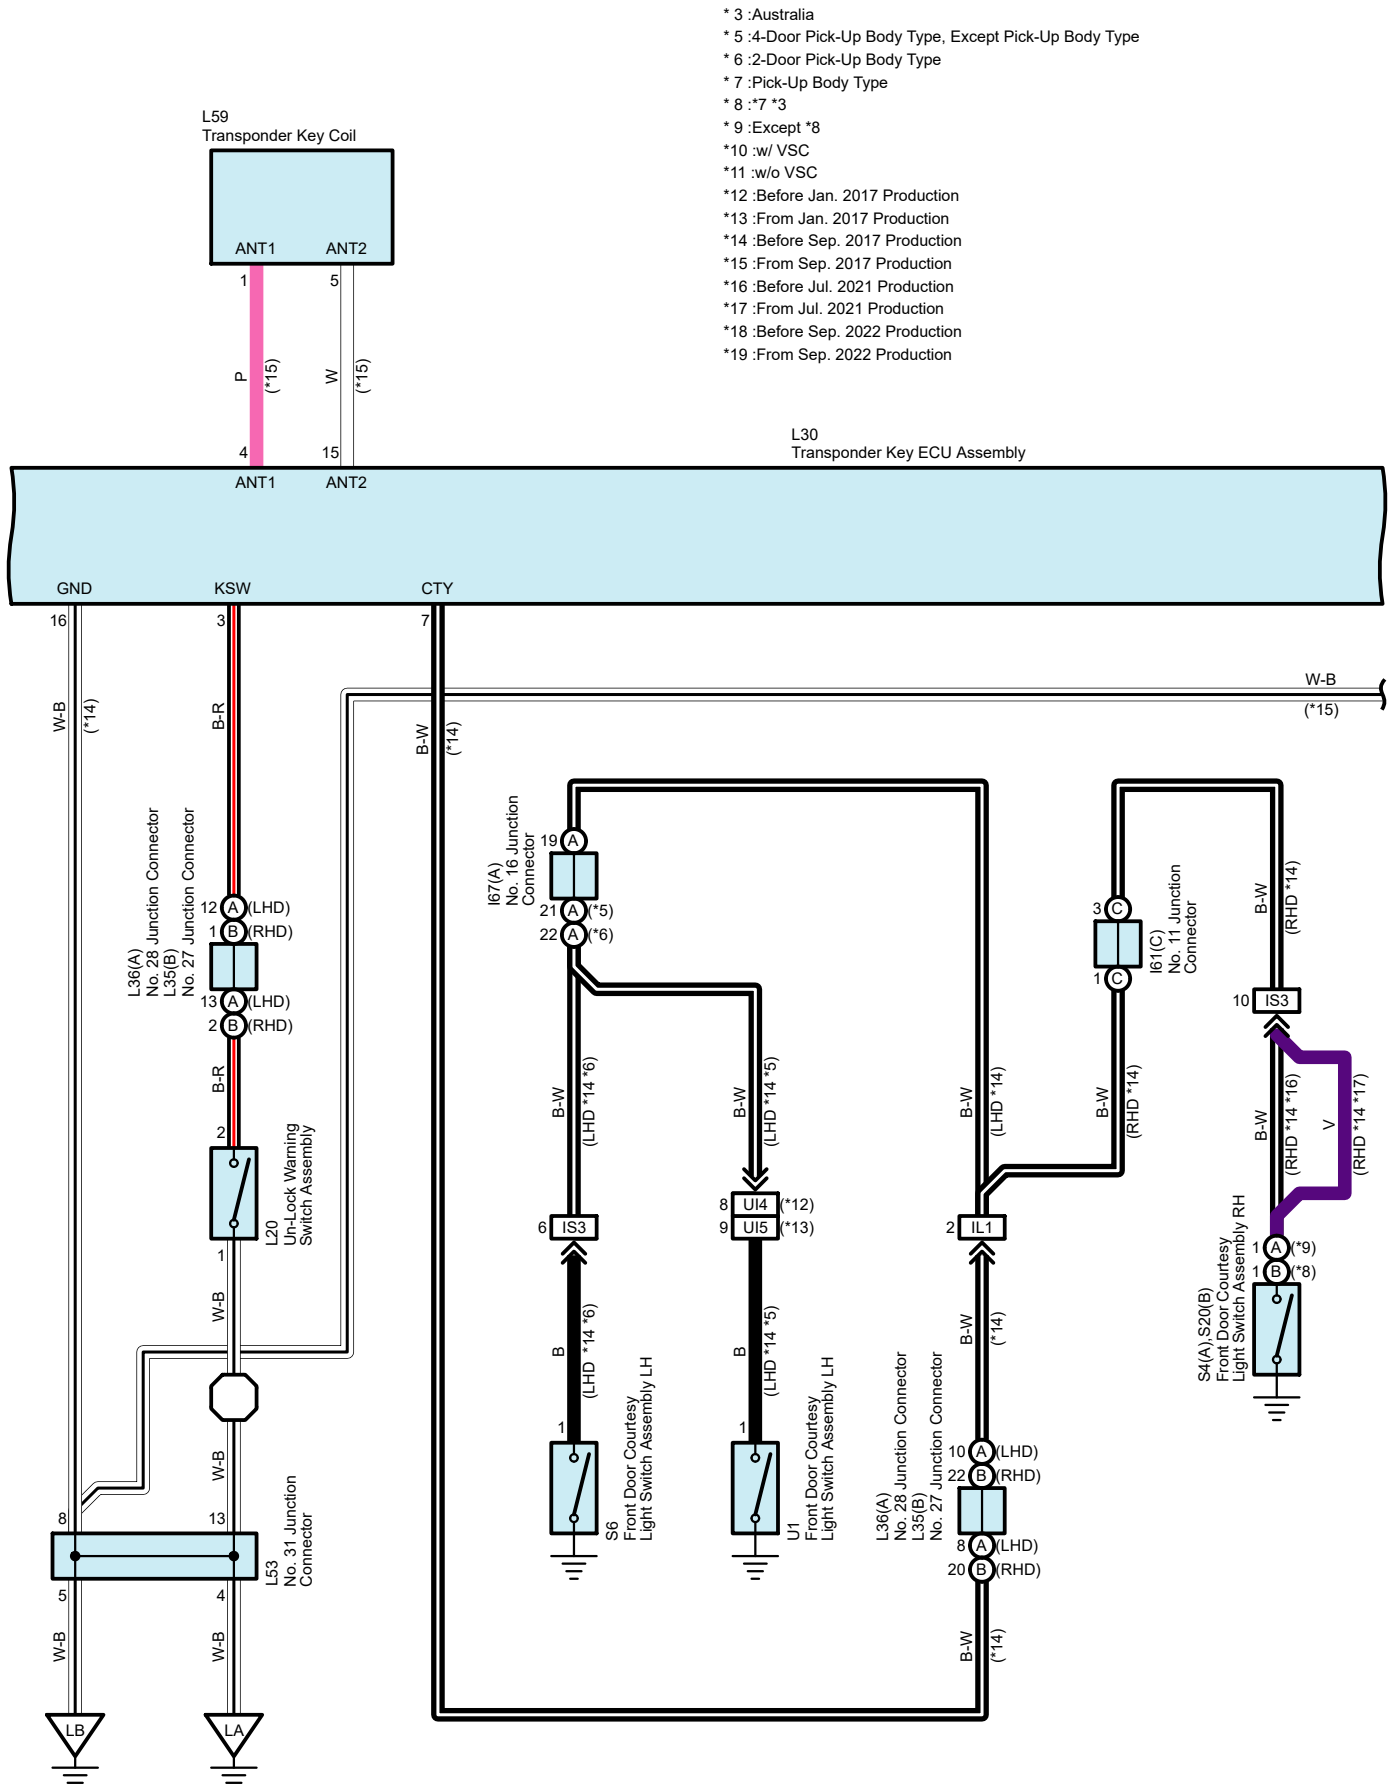 * 3 :Australia
* 5 :4-Door Pick-Up Body Type, Except Pick-Up Body Type
* 6 :2-Door Pick-Up Body Type
* 7 :Pick-Up Body Type
* 8 :*7 *3
* 9 :Except *8
*10 :w/ VSC
*11 :w/o VSC
*12 :Before Jan. 2017 Production
*13 :From Jan. 2017 Production
*14 :Before Sep. 2017 Production
*15 :From Sep. 2017 Production
*16 :Before Jul. 2021 Production
*17 :From Jul. 2021 Production
*18 :Before Sep. 2022 Production
*19 :From Sep. 2022 Production
L59
Transponder Key Coil
ANT1 ANT2
1 5
P (*15) W (*15)
4 15
L30
Transponder Key ECU Assembly
ANT1 ANT2
GND KSW CTY
16 3 7
W-B (*14)
B-R
B-W (*14)
W-B
(*15)
L36(A)
No. 28 Junction Connector
L35(B)
No. 27 Junction Connector
12 A (LHD)
1 B (RHD)
13 A (LHD)
2 B (RHD)
B-R
2
L20
Un-Lock Warning
Switch Assembly
1
W-B
W-B
8 13
L53
No. 31 Junction
Connector
5 4
W-B W-B
LB LA
I67(A)
No. 16 Junction
Connector
19 A
21 A (*5)
22 A (*6)
B-W (LHD *14 *6)
B-W (LHD *14 *5)
6 IS3
8 UI4 (*12)
9 UI5 (*13)
B (LHD *14 *6)
B (LHD *14 *5)
1
S6
Front Door Courtesy
Light Switch Assembly LH
1
U1
Front Door Courtesy
Light Switch Assembly LH
B-W (LHD *14)
B-W (RHD *14)
2 IL1
B-W (*14)
L36(A)
No. 28 Junction Connector
L35(B)
No. 27 Junction Connector
10 A (LHD)
22 B (RHD)
8 A (LHD)
20 B (RHD)
B-W (*14)
3 C
I61(C)
No. 11 Junction
Connector
1 C
B-W (RHD *14)
10 IS3
B-W (RHD *14 *16)
V (RHD *14 *17)
1 A (*9)
1 B (*8)
S4(A),S20(B)
Front Door Courtesy
Light Switch Assembly RH